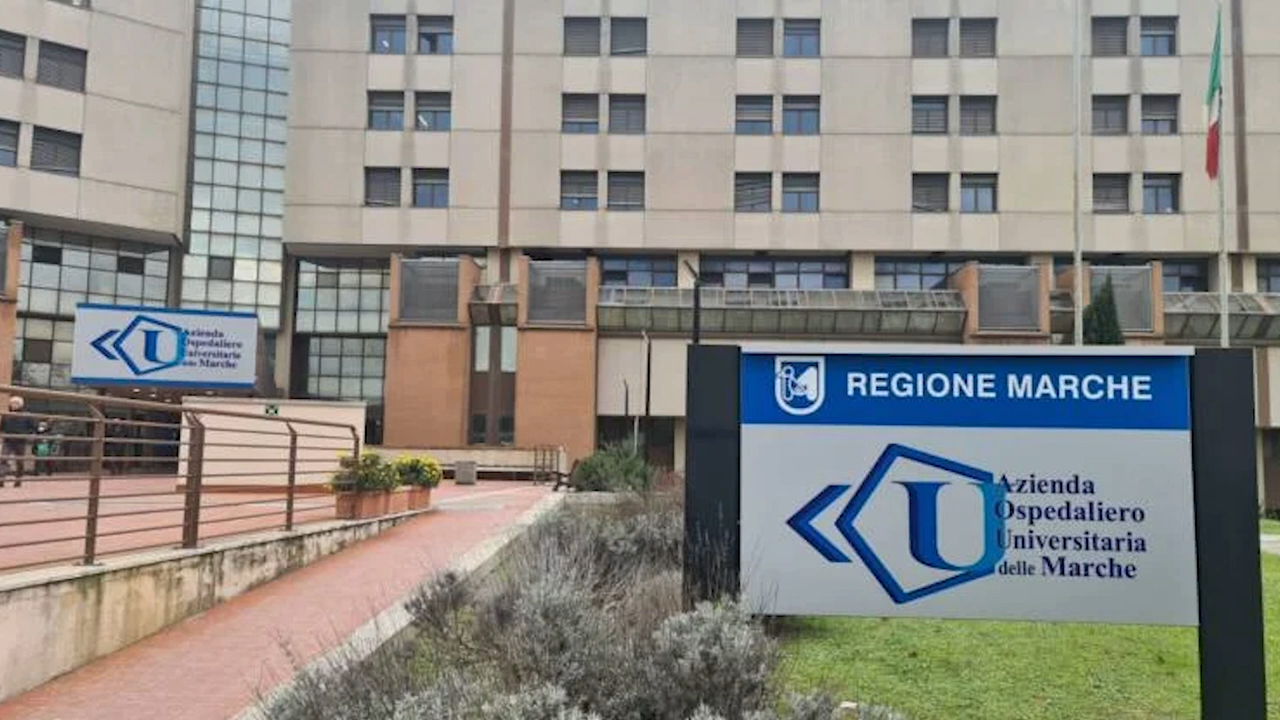 U Azienda
Ospedaliero
Universitaria
delle Marche
REGIONE MARCHE
U Azienda
Ospedaliero
Universitaria
delle Marche